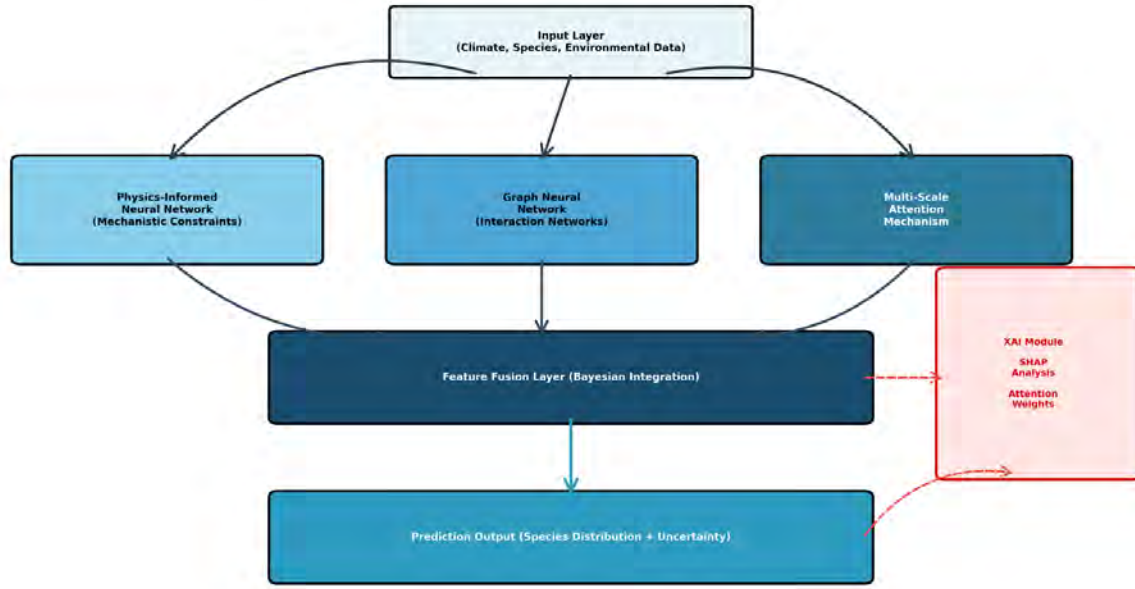 Input Layer
(Climate, Species, Environmental Data)
Physics-Informed
Neural Network
(Mechanistic Constraints)
Graph Neural
Network
(Interaction Networks)
Multi-Scale
Attention
Mechanism
Feature Fusion Layer (Bayesian Integration)
XAI Module
SHAP
Analysis
Attention
Weights
Prediction Output (Species Distribution + Uncertainty)